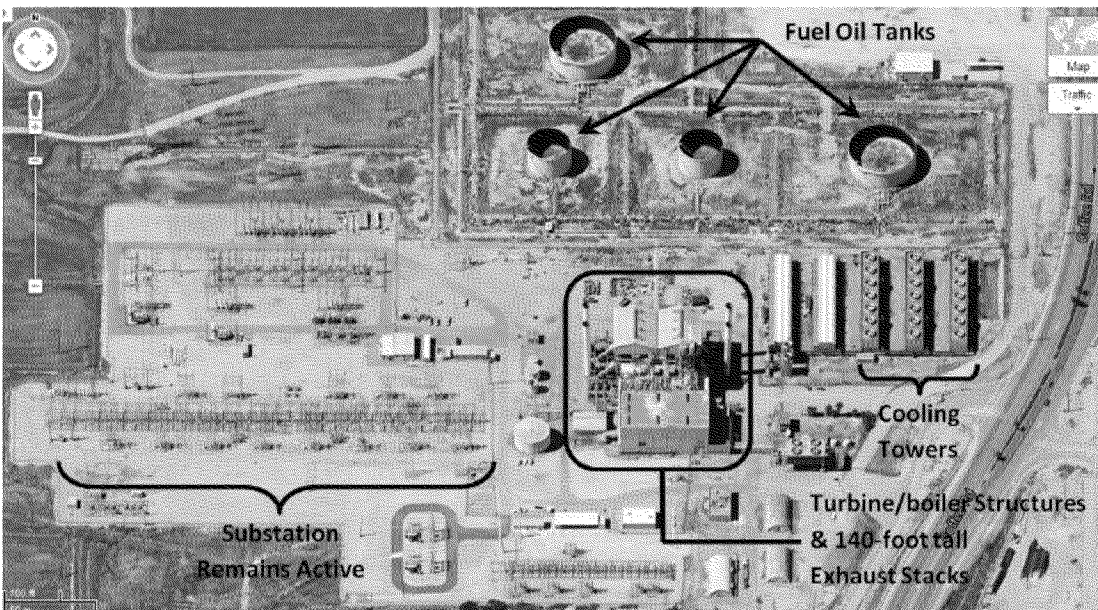 Fuel Oil Tanks
N
Map
Traffic
Cooling
Towers
Substation
Remains Active
Turbine/boiler Structures
& 140-foot tall
Exhaust Stacks